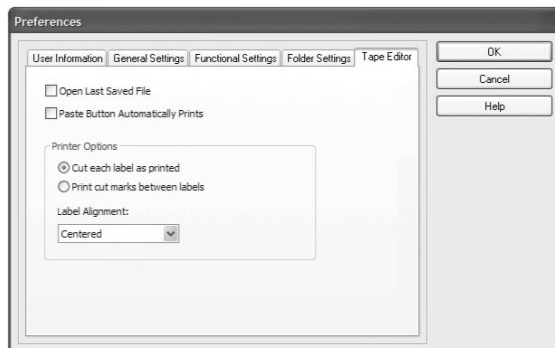 Preferences
User Information General Settings Functional Settings Folder Settings Tape Editor
OK
Cancel
Help
Open Last Saved File
Paste Button Automatically Prints
Printer Options
Cut each label as printed
Print cut marks between labels
Label Alignment:
Centered